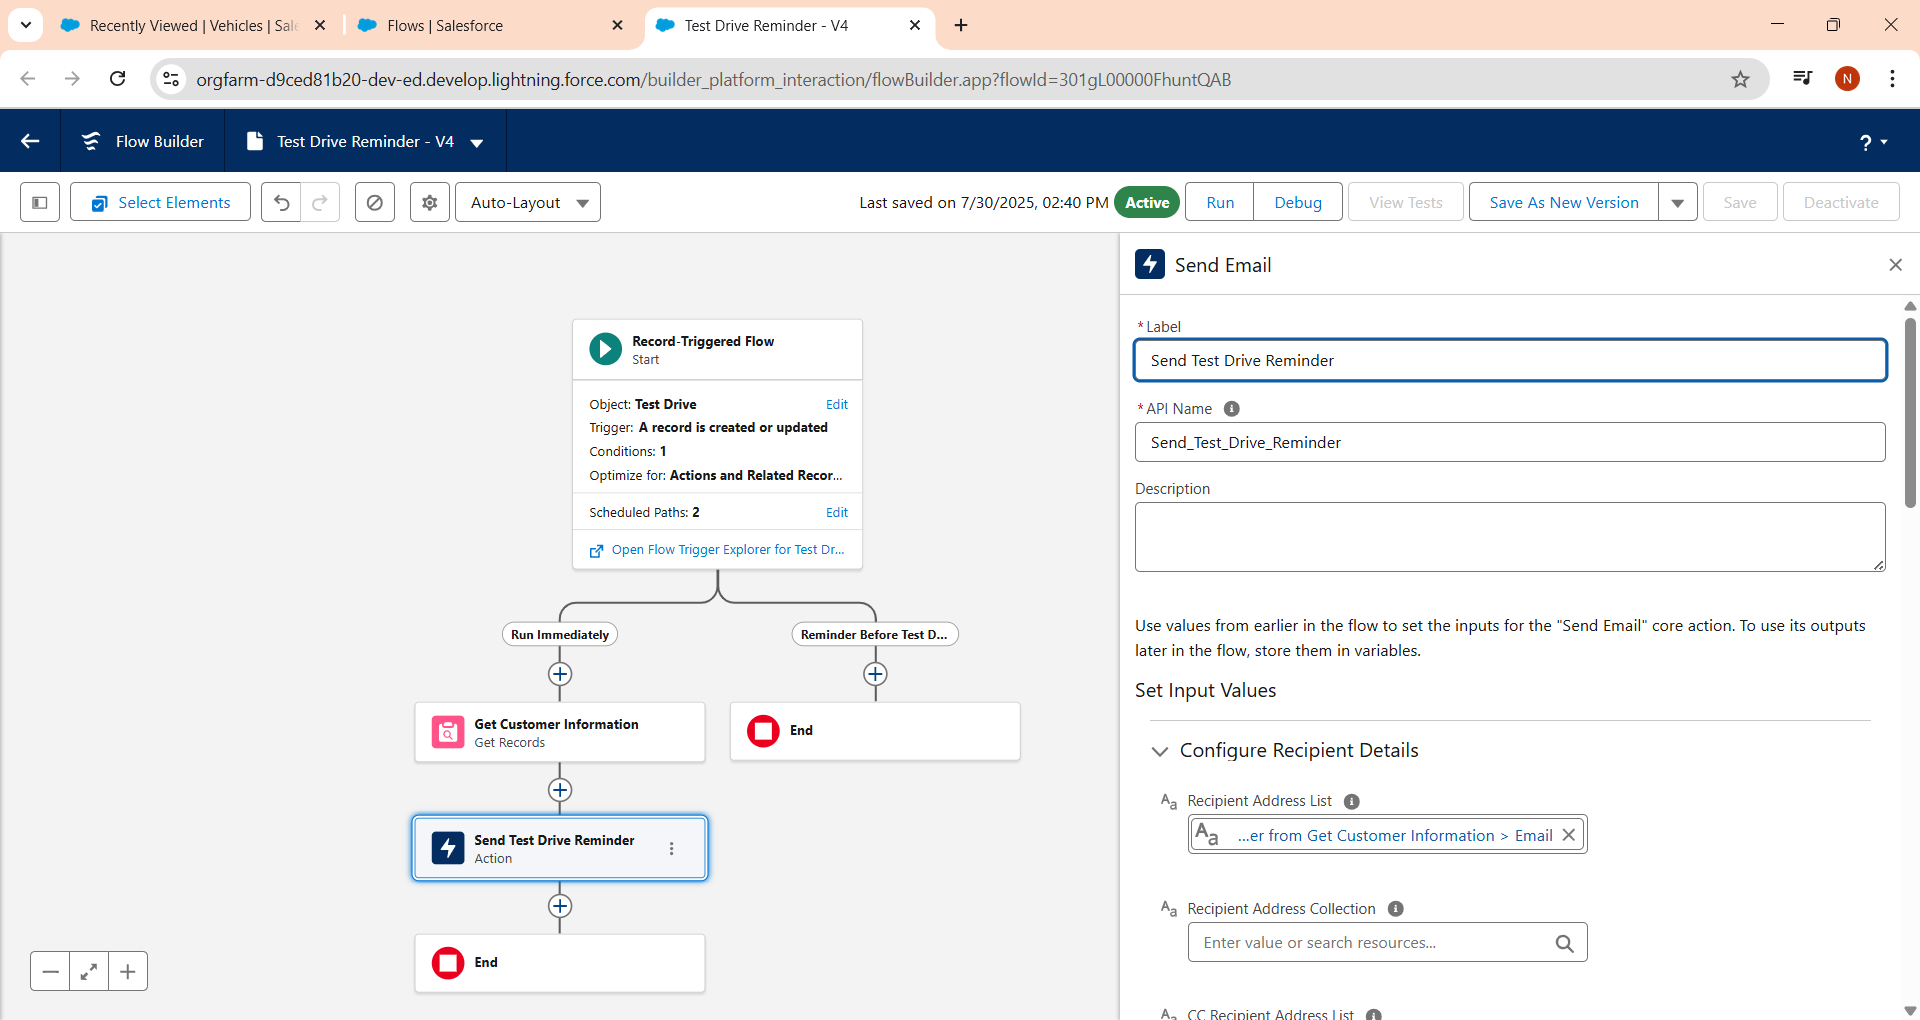 Recently Viewed | Vehicles | Sale
Flows | Salesforce
Test Drive Reminder - V4
orgfarm-d9ced81b20-dev-ed.develop.lightning.force.com/builder_platform_interaction/flowBuilder.app?flowId=301gL00000FhuntQAB
N
Flow Builder
Test Drive Reminder - V4
?
Select Elements
Auto-Layout
Last saved on 7/30/2025, 02:40 PM
Active
Run
Debug
View Tests
Save As New Version
Save
Deactivate
Record-Triggered Flow
Start
Object: Test Drive
Edit
Trigger: A record is created or updated
Conditions: 1
Optimize for: Actions and Related Recor...
Scheduled Paths: 2
Edit
Open Flow Trigger Explorer for Test Dr...
Run Immediately
Reminder Before Test D...
Get Customer Information
Get Records
End
Send Test Drive Reminder
Action
End
Send Email
* Label
Send Test Drive Reminder
* API Name
Send_Test_Drive_Reminder
Description
Use values from earlier in the flow to set the inputs for the "Send Email" core action. To use its outputs
later in the flow, store them in variables.
Set Input Values
Configure Recipient Details
Aa Recipient Address List
Aa ...er from Get Customer Information > Email
Aa Recipient Address Collection
Enter value or search resources...
Aa CC Recipient Address List